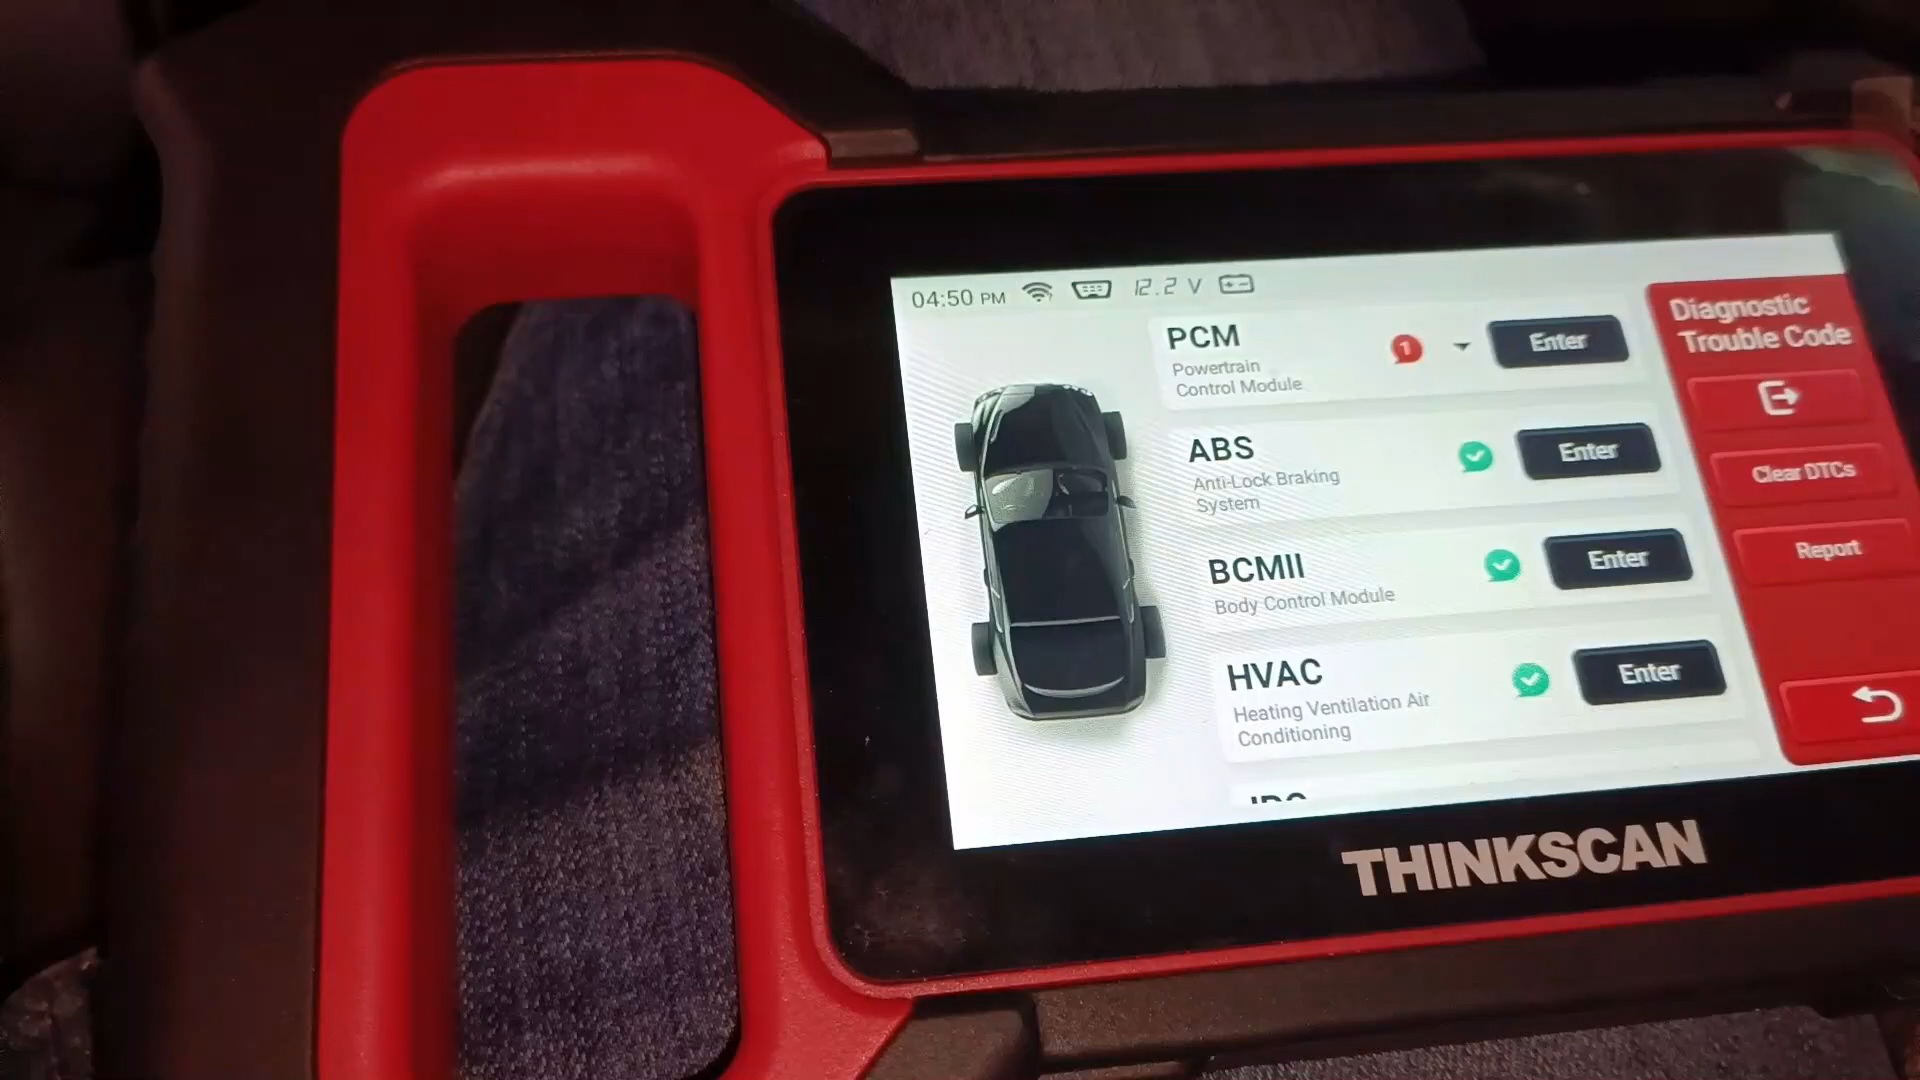 04:50 PM 12.2 V
PCM
Powertrain
Control Module
1
Enter
ABS
Anti-Lock Braking
System
Enter
BCMII
Body Control Module
Enter
HVAC
Heating Ventilation Air
Conditioning
Enter
Diagnostic
Trouble Code
Clear DTCs
Report
THINKSCAN